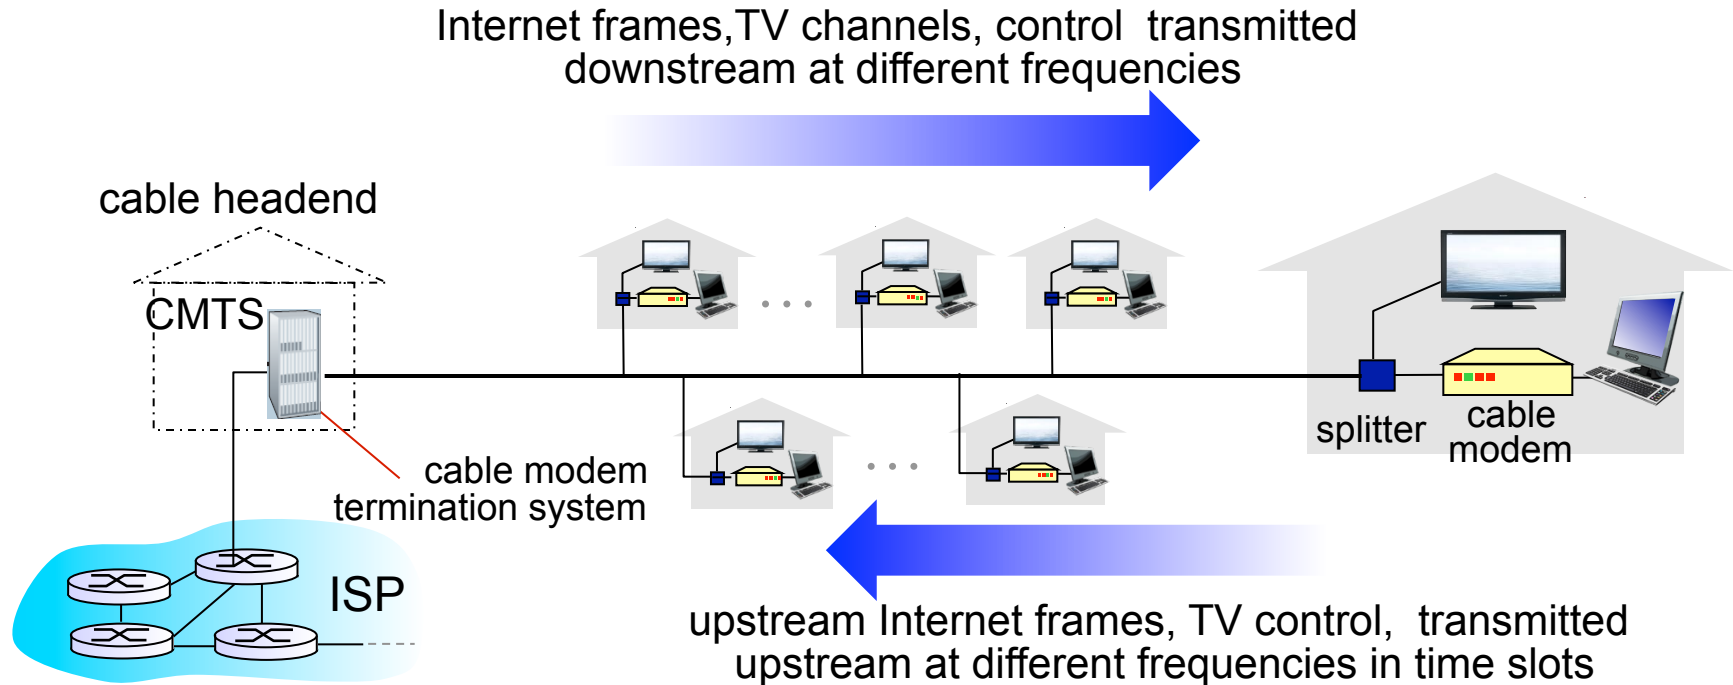 Internet frames,TV channels, control  transmitted
downstream at different frequencies
cable headend
CMTS
splitter
cable
modem
cable modem
termination system
ISP
upstream Internet frames, TV control,  transmitted
upstream at different frequencies in time slots